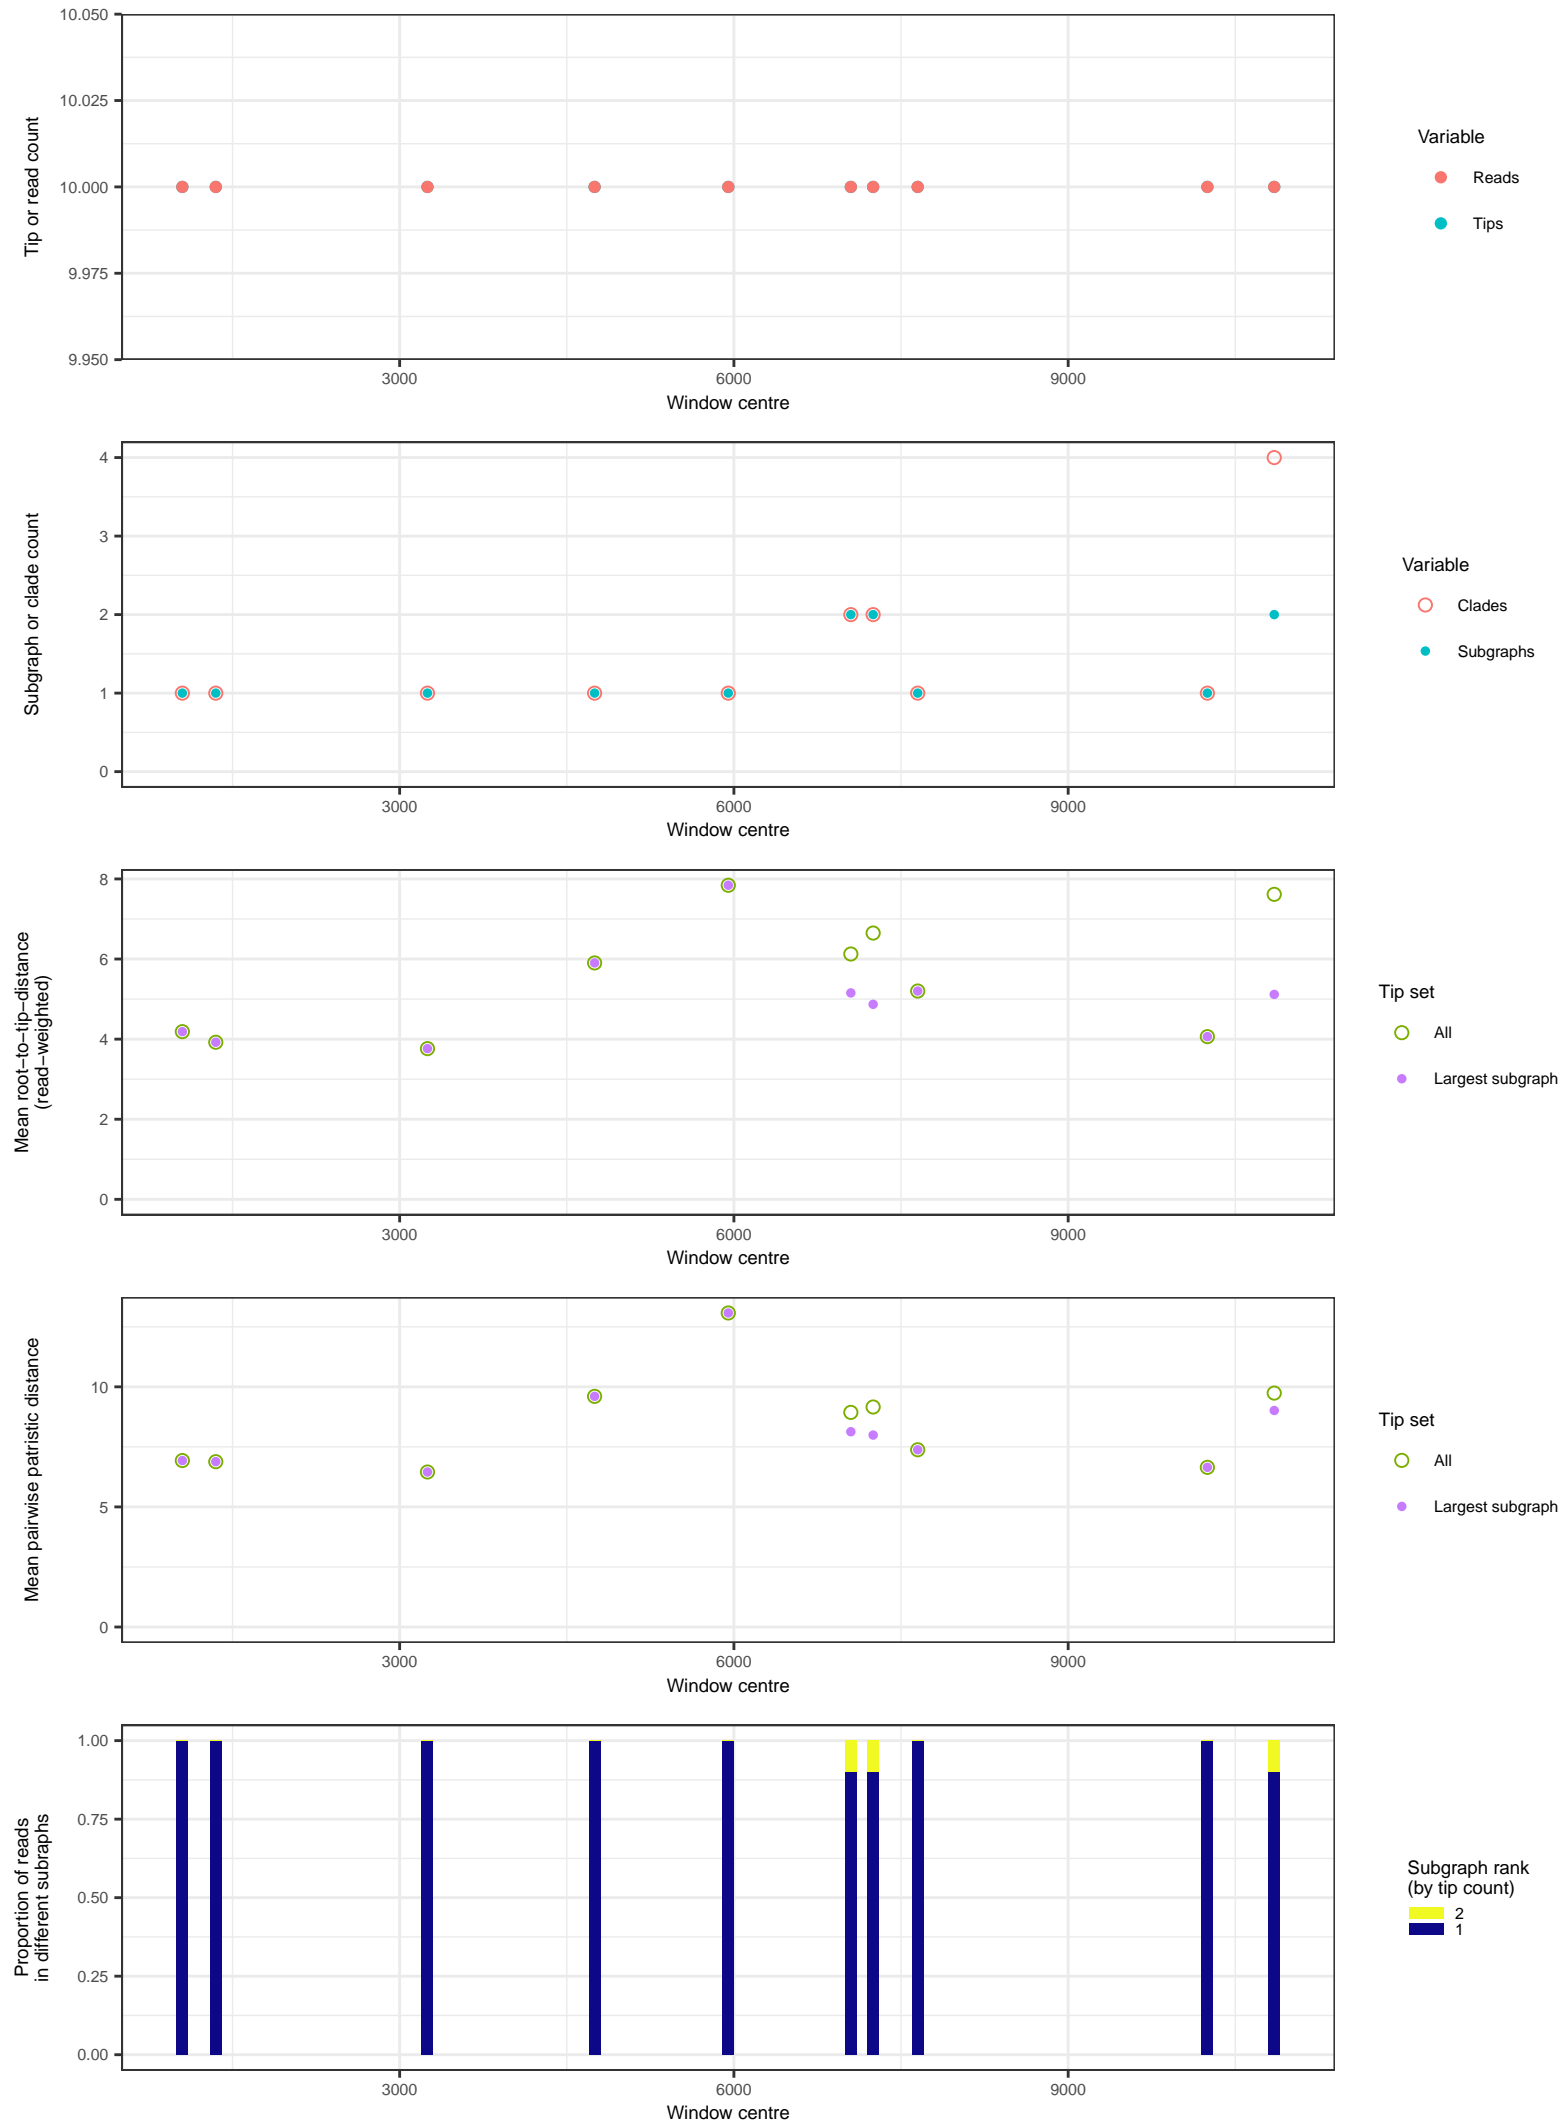 10.050
10.025
10.000
9.975
9.950
Tip or read count
3000 6000 9000
Window centre
Variable
Reads
Tips
4
3
2
1
0
Subgraph or clade count
3000 6000 9000
Window centre
Variable
Clades
Subgraphs
8
6
4
2
0
Mean root−to−tip−distance
(read−weighted)
3000 6000 9000
Window centre
Tip set
All
Largest subgraph
10
5
0
Mean pairwise patristic distance
3000 6000 9000
Window centre
Tip set
All
Largest subgraph
1.00
0.75
0.50
0.25
0.00
Proportion of reads
in different subraphs
3000 6000 9000
Window centre
Subgraph rank
(by tip count)
2
1